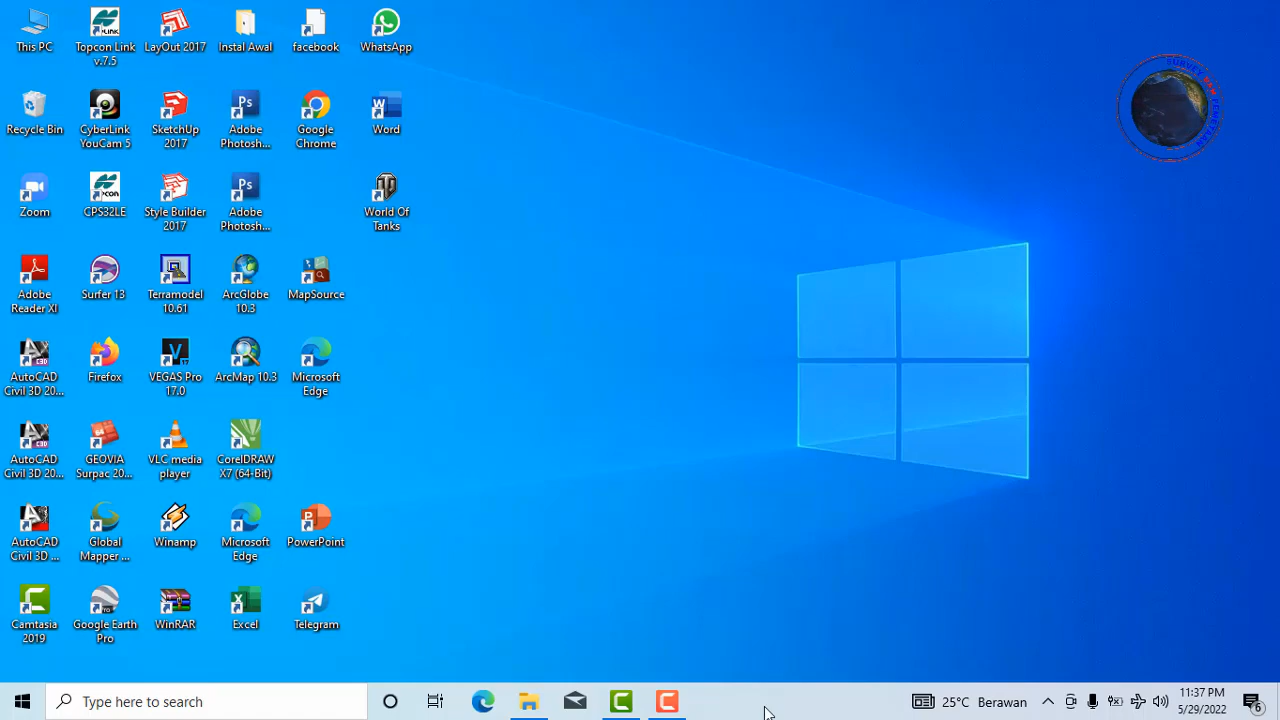 This PC
Topcon Link v.7.5
LayOut 2017
Instal Awal
facebook
WhatsApp
Recycle Bin
CyberLink YouCam 5
SketchUp 2017
Adobe Photosh...
Google Chrome
Word
Zoom
CPS32LE
Style Builder 2017
Adobe Photosh...
World Of Tanks
Adobe Reader XI
Surfer 13
Terramodel 10.61
ArcGlobe 10.3
MapSource
AutoCAD Civil 3D 20...
Firefox
VEGAS Pro 17.0
ArcMap 10.3
Microsoft Edge
AutoCAD Civil 3D 20...
GEOVIA Surpac 20...
VLC media player
CorelDRAW X7 (64-Bit)
AutoCAD Civil 3D ...
Global Mapper ...
Winamp
Microsoft Edge
PowerPoint
Camtasia 2019
Google Earth Pro
WinRAR
Excel
Telegram
SURVEY DAN PEMETAAN
Type here to search
25°C Berawan
11:37 PM
5/29/2022
6